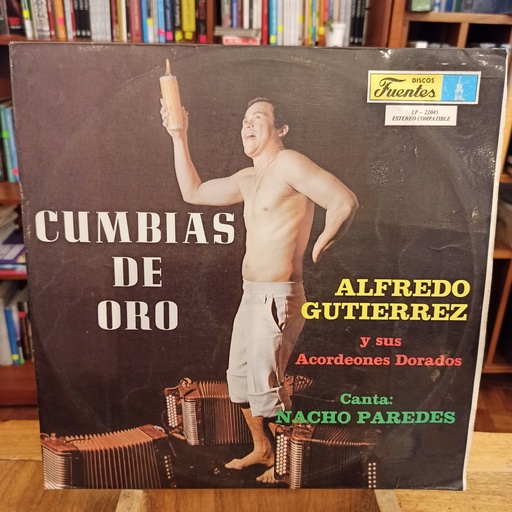 DISCOS
Fuentes
LP - 22045
ESTEREO COMPATIBLE
CUMBIAS
DE
ORO
ALFREDO
GUTIERREZ
y sus
Acordeones Dorados
Canta:
NACHO PAREDES